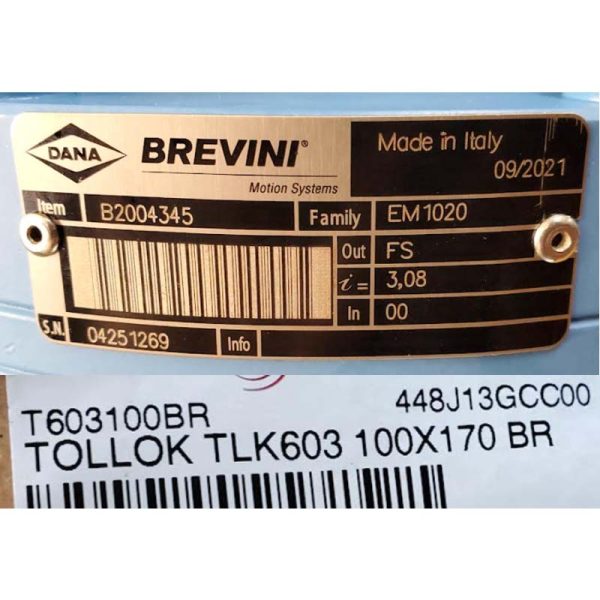 DANA
BREVINI®
Motion Systems
Made in Italy
09/2021
Item B2004345 Family EM1020
Out FS
i = 3,08
In 00
S.N. 04251269 Info
T603100BR 448J13GCC00
TOLLOK TLK603 100X170 BR